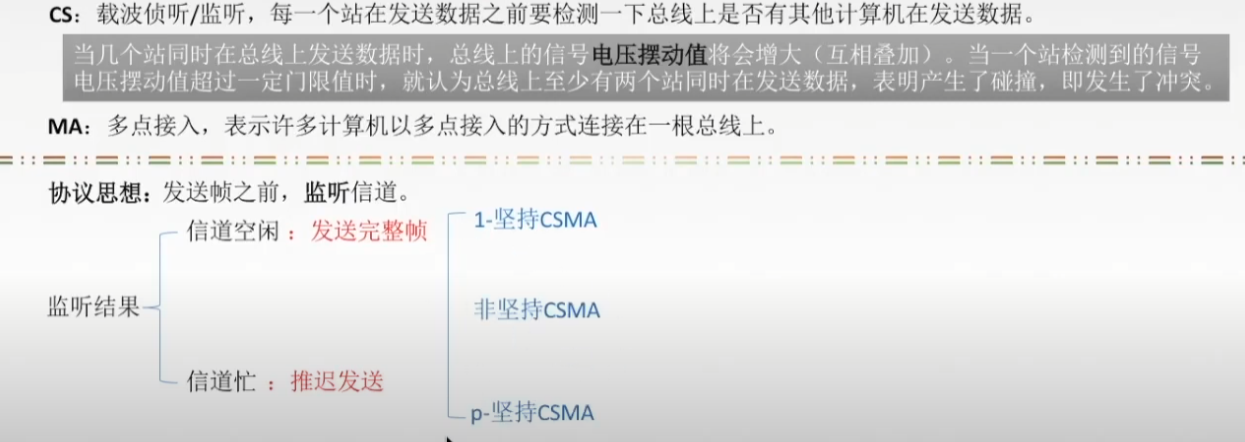 CS：载波侦听/监听，每一个站在发送数据之前要检测一下总线上是否有其他计算机在发送数据。
当几个站同时在总线上发送数据时，总线上的信号电压摆动值将会增大（互相叠加）。当一个站检测到的信号
电压摆动值超过一定门限值时，就认为总线上至少有两个站同时在发送数据，表明产生了碰撞，即发生了冲突。
MA：多点接入，表示许多计算机以多点接入的方式连接在一根总线上。
协议思想：发送帧之前，监听信道。
监听结果
信道空闲：发送完整帧
信道忙：推迟发送
1-坚持CSMA
非坚持CSMA
p-坚持CSMA